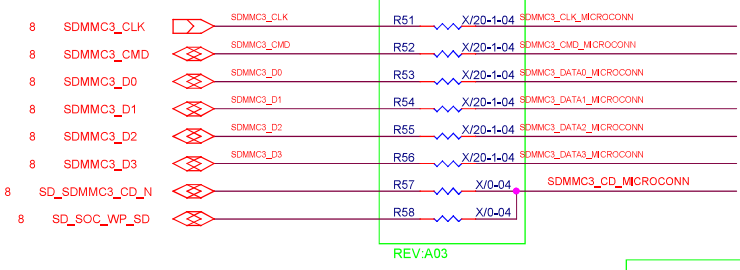 8 SDMMC3_CLK SDMMC3_CLK R51 X/20-1-04 SDMMC3_CLK_MICROCONN
8 SDMMC3_CMD SDMMC3_CMD R52 X/20-1-04 SDMMC3_CMD_MICROCONN
8 SDMMC3_D0 SDMMC3_D0 R53 X/20-1-04 SDMMC3_DATA0_MICROCONN
8 SDMMC3_D1 SDMMC3_D1 R54 X/20-1-04 SDMMC3_DATA1_MICROCONN
8 SDMMC3_D2 SDMMC3_D2 R55 X/20-1-04 SDMMC3_DATA2_MICROCONN
8 SDMMC3_D3 SDMMC3_D3 R56 X/20-1-04 SDMMC3_DATA3_MICROCONN
8 SD_SDMMC3_CD_N R57 X/0-04 SDMMC3_CD_MICROCONN
8 SD_SOC_WP_SD R58 X/0-04
REV:A03